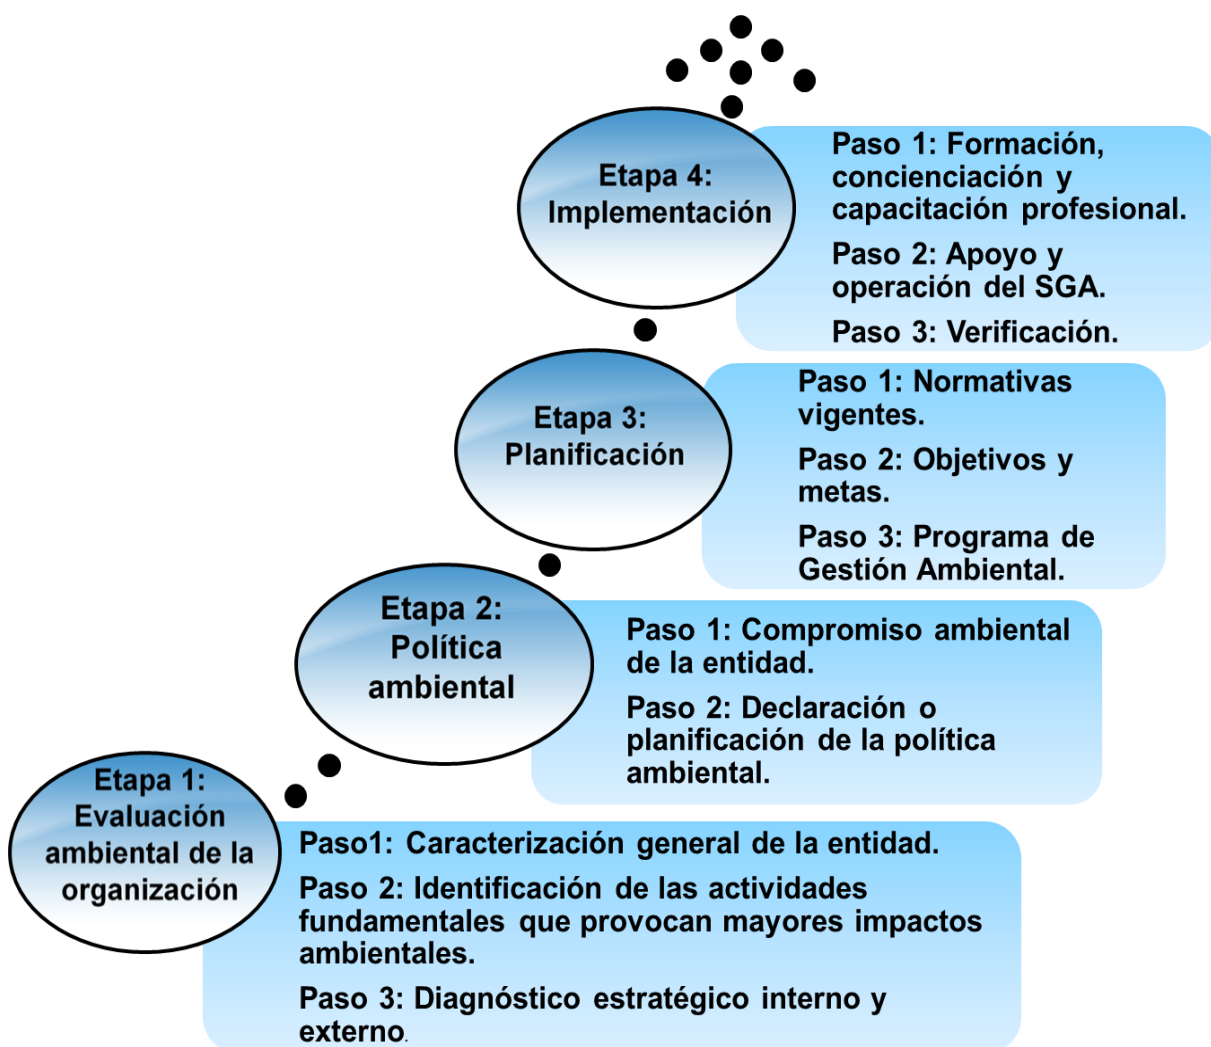 Etapa 4:
Implementación
Paso 1: Formación,
concienciación y
capacitación profesional.
Paso 2: Apoyo y
operación del SGA.
Paso 3: Verificación.
Etapa 3:
Planificación
Paso 1: Normativas
vigentes.
Paso 2: Objetivos y
metas.
Paso 3: Programa de
Gestión Ambiental.
Etapa 2:
Política
ambiental
Paso 1: Compromiso ambiental
de la entidad.
Paso 2: Declaración o
planificación de la política
ambiental.
Etapa 1:
Evaluación
ambiental de la
organización
Paso1: Caracterización general de la entidad.
Paso 2: Identificación de las actividades
fundamentales que provocan mayores impactos
ambientales.
Paso 3: Diagnóstico estratégico interno y
externo.